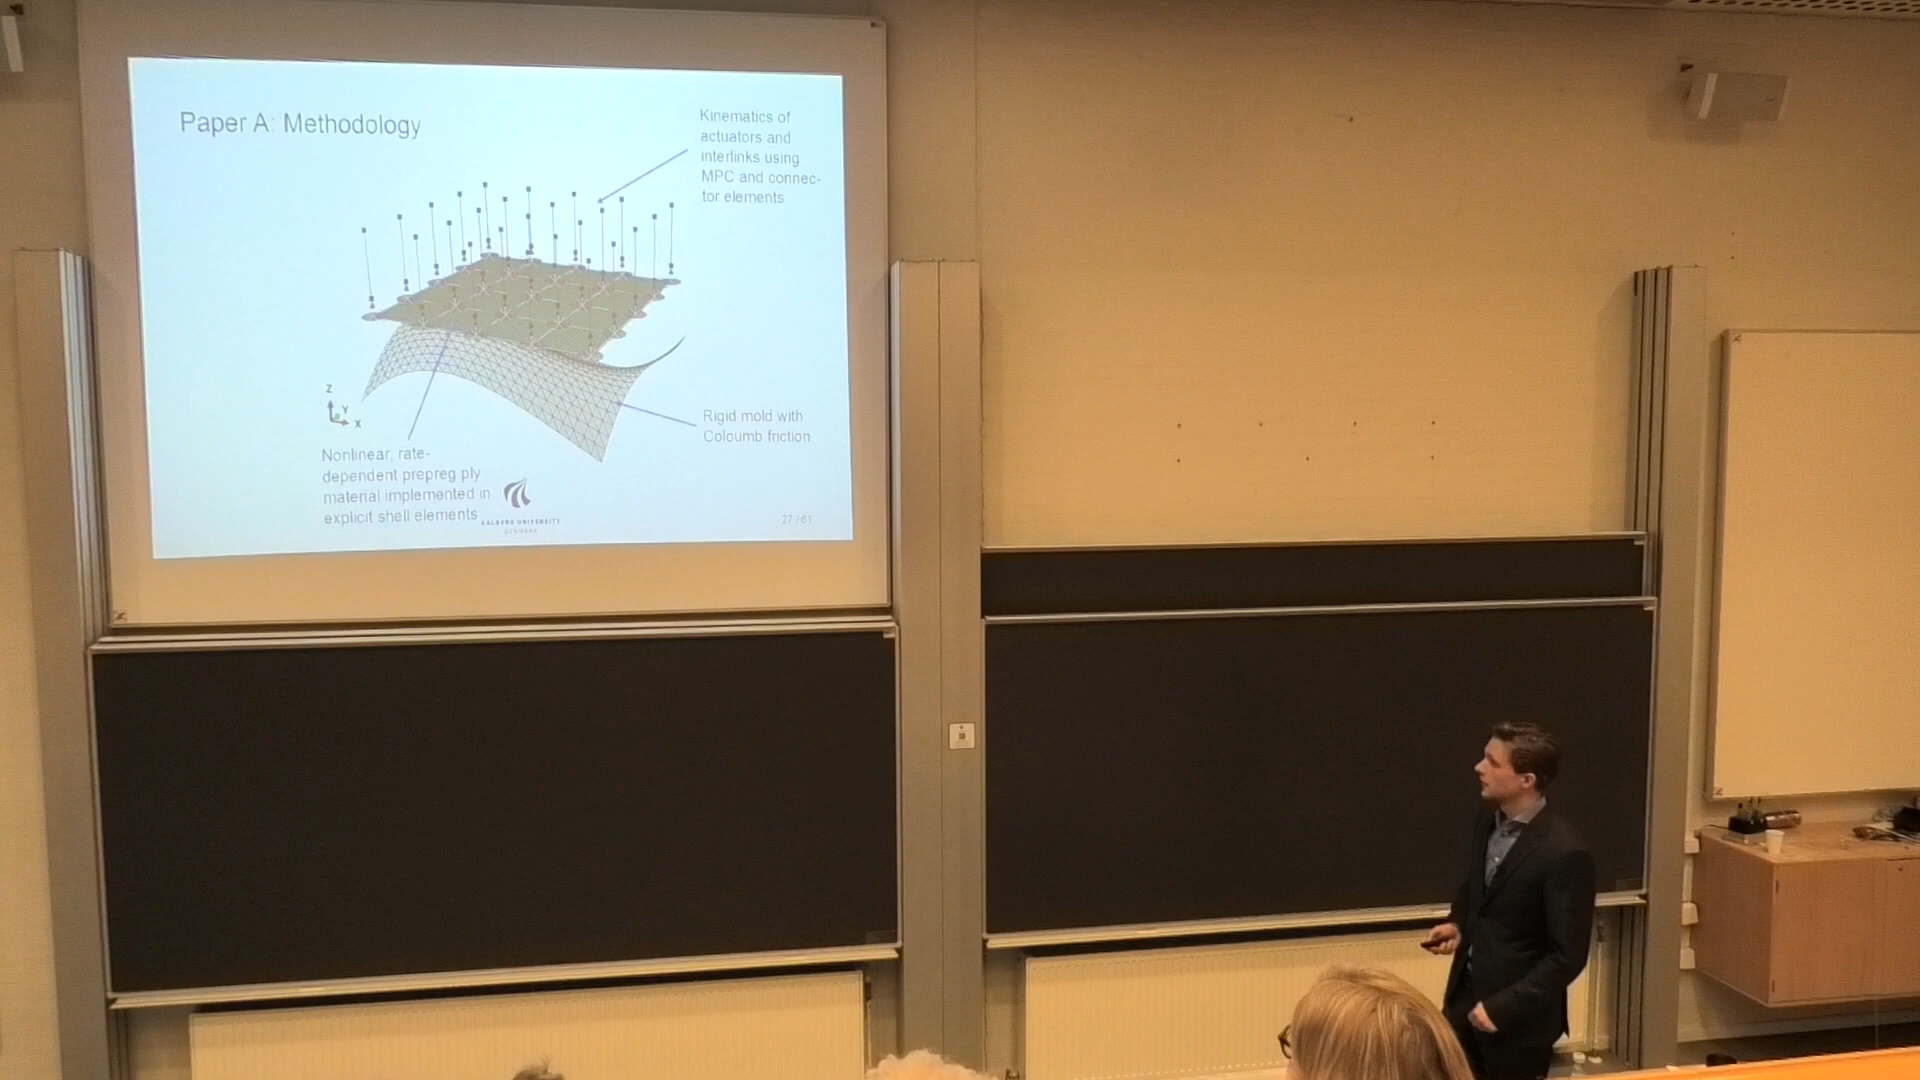 Paper A: Methodology
Kinematics of
actuators and
interlinks using
MPC and connec-
tor elements
Z
Y
X
Rigid mold with
Coloumb friction
Nonlinear, rate-
dependent prepreg ply
material implemented in
explicit shell elements
AALBORG UNIVERSITY
DENMARK
27 / 61